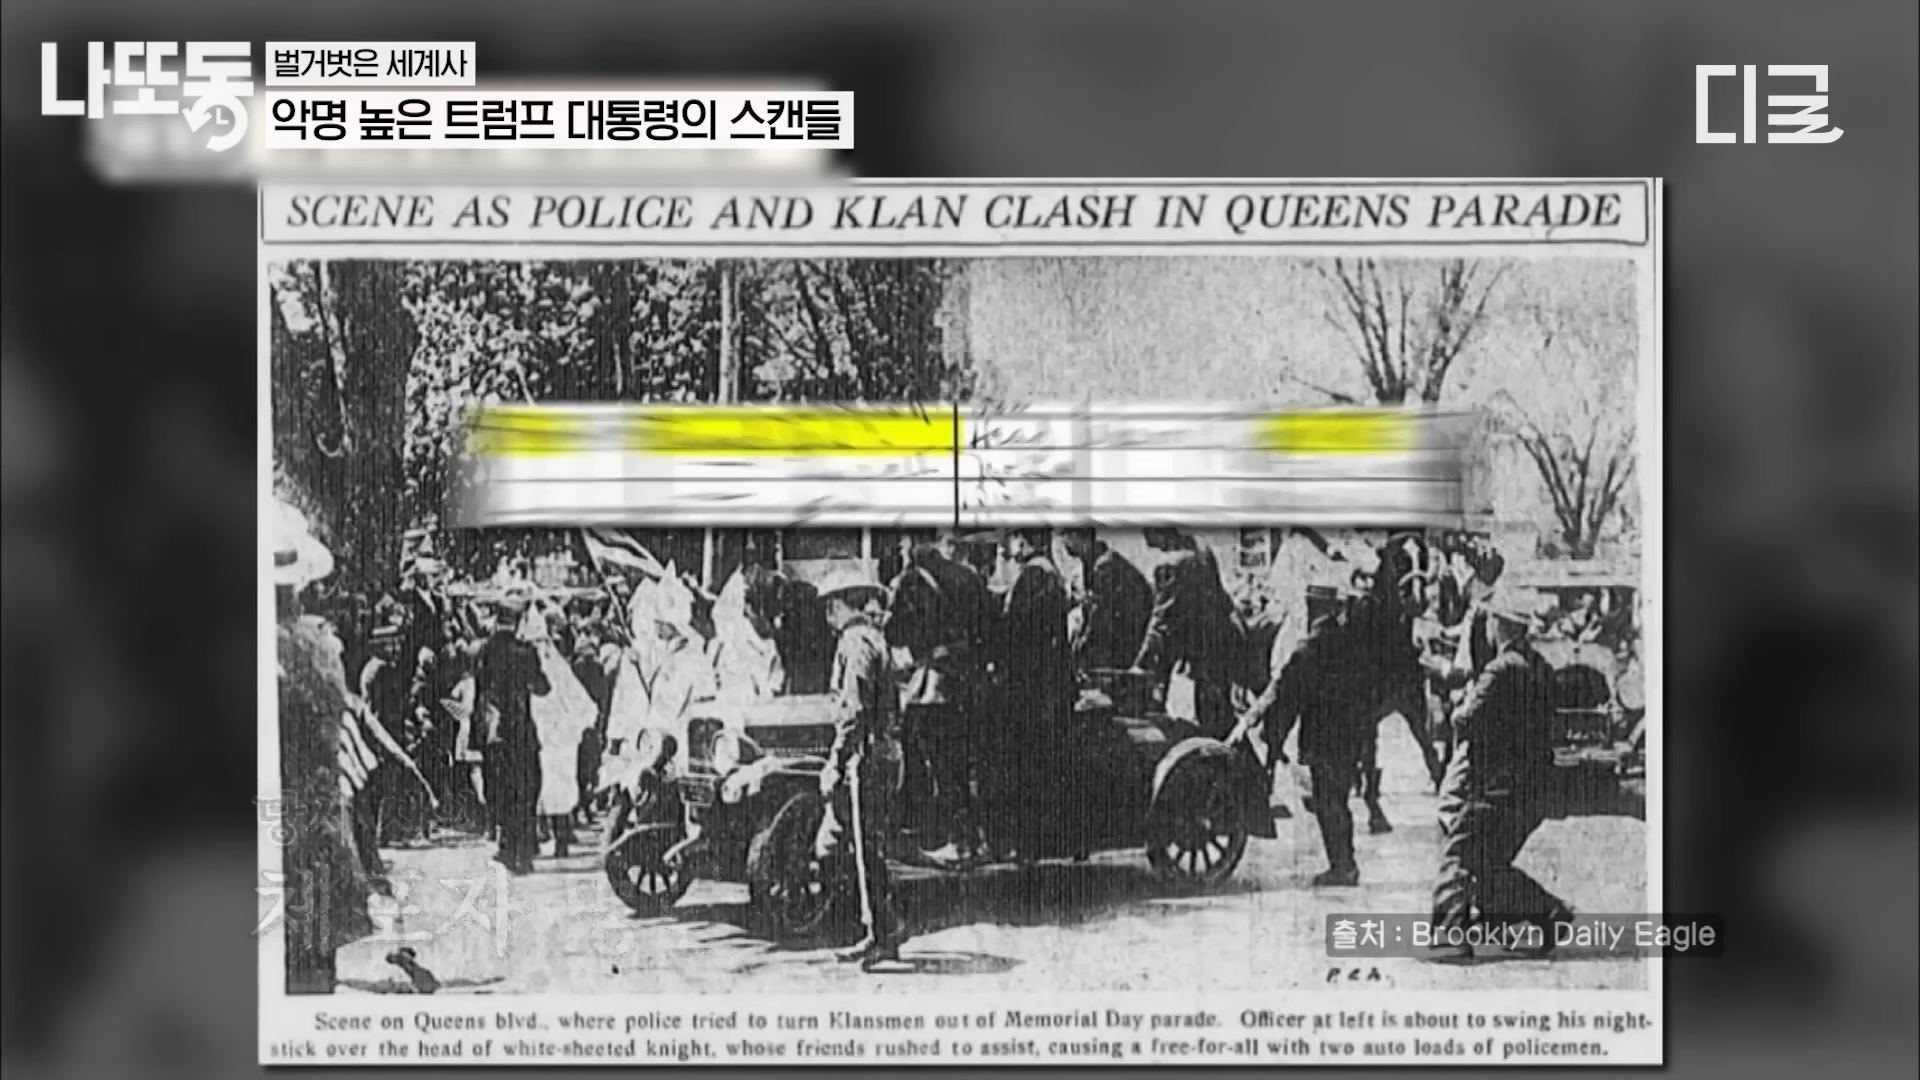 나또동
벌거벗은 세계사
악명 높은 트럼프 대통령의 스캔들
디글
SCENE AS POLICE AND KLAN CLASH IN QUEENS PARADE
체포자
출처 : Brooklyn Daily Eagle
P. & A.
Scene on Queens blvd., where police tried to turn Klansmen out of Memorial Day parade. Officer at left is about to swing his night-
stick over the head of white-sheeted knight, whose friends rushed to assist, causing a free-for-all with two auto loads of policemen.